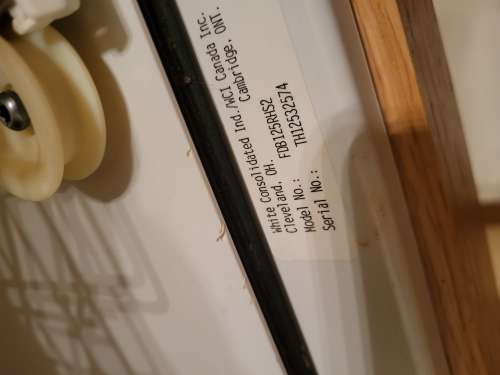 White Consolidated Ind./WCI Canada Inc.
Cleveland, OH. Cambridge, ONT.
Model No.: FDB125RHS2
Serial No.: TH12532574